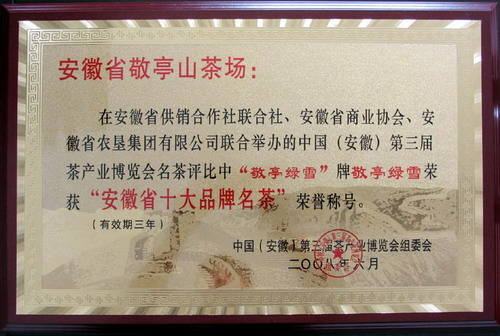 安徽省敬亭山茶场：
在安徽省供销合作社联合社、安徽省商业协会、安
徽省农垦集团有限公司联合举办的中国（安徽）第三届
茶产业博览会名茶评比中“敬亭绿雪”牌敬亭绿雪荣
获“安徽省十大品牌名茶”荣誉称号。
（有效期三年）
中国（安徽）第三届茶产业博览会组委会
二〇〇八年六月